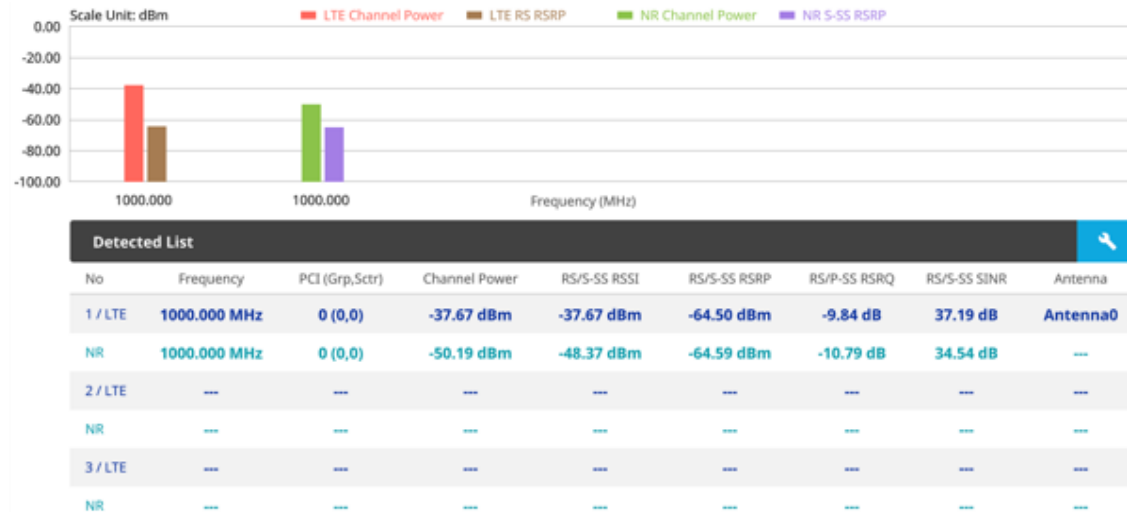 Scale Unit: dBm LTE Channel Power LTE RS RSRP NR Channel Power NR S-SS RSRP
0.00
-20.00
-40.00
-60.00
-80.00
-100.00
1000.000 1000.000 Frequency (MHz)
Detected List
No Frequency PCI (Grp,Sctr) Channel Power RS/S-SS RSSI RS/S-SS RSRP RS/P-SS RSRQ RS/S-SS SINR Antenna
1 / LTE 1000.000 MHz 0 (0,0) -37.67 dBm -37.67 dBm -64.50 dBm -9.84 dB 37.19 dB Antenna0
NR 1000.000 MHz 0 (0,0) -50.19 dBm -48.37 dBm -64.59 dBm -10.79 dB 34.54 dB ---
2 / LTE --- --- --- --- --- --- --- ---
NR --- --- --- --- --- --- --- ---
3 / LTE --- --- --- --- --- --- --- ---
NR --- --- --- --- --- --- --- ---